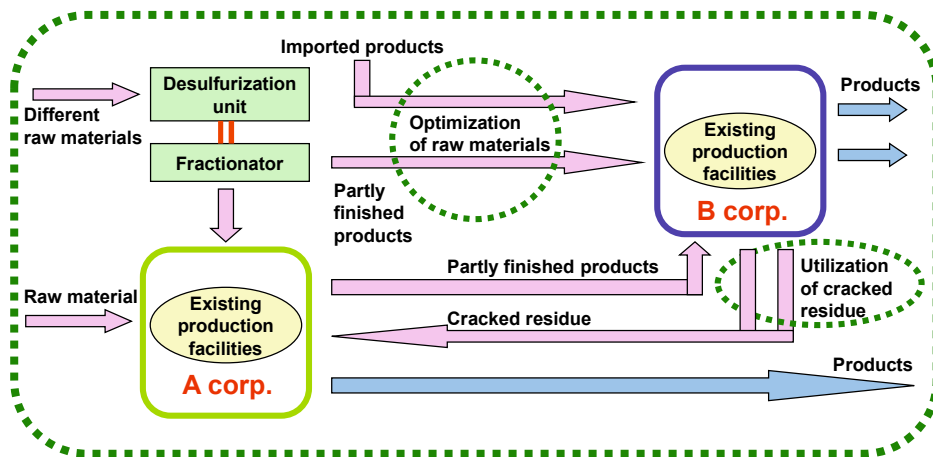 Imported products
Desulfurization
unit
Different
raw materials
Fractionator
Optimization
of raw materials
Partly
finished
products
Existing
production
facilities
B corp.
Products
Raw material
Existing
production
facilities
A corp.
Partly finished products
Cracked residue
Utilization
of cracked
residue
Products